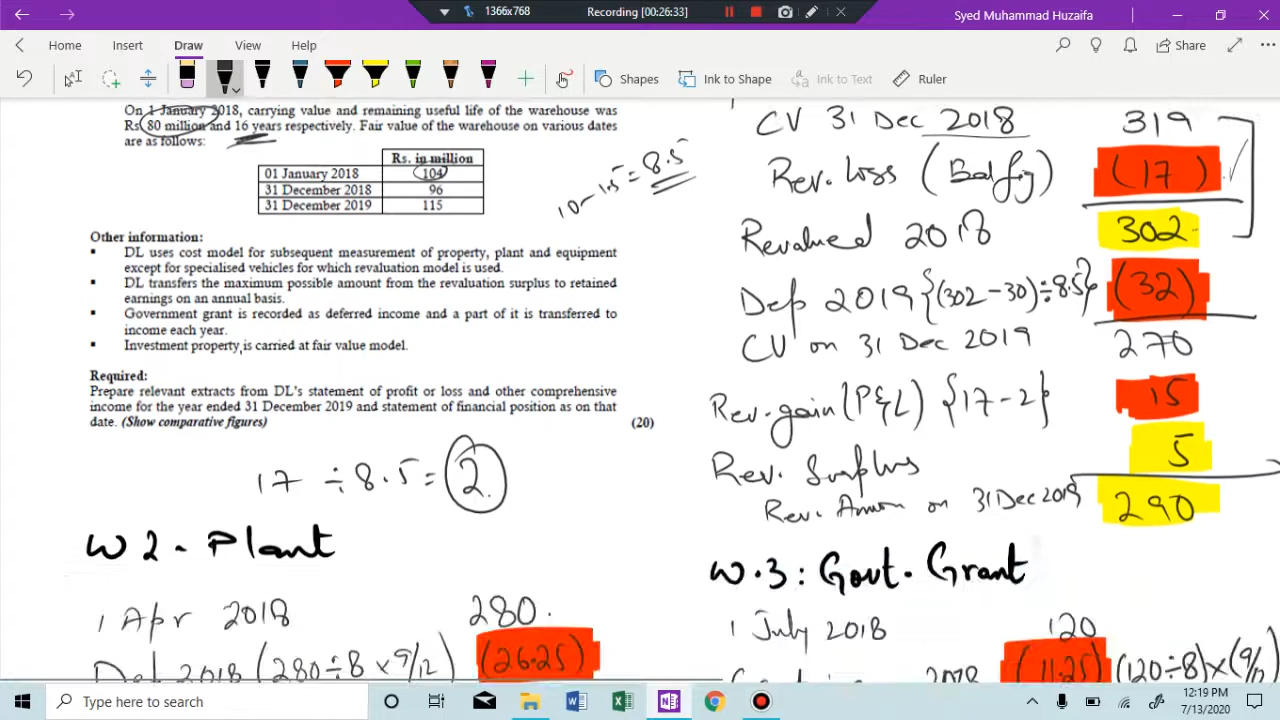 1366x768
Recording [00:26:33]
Syed Muhammad Huzaifa
Home Insert Draw View Help
Share
Shapes
Ink to Shape
Ink to Text
Ruler
On 1 January 2018, carrying value and remaining useful life of the warehouse was
Rs. 80 million and 16 years respectively. Fair value of the warehouse on various dates
are as follows:
Rs. in million
01 January 2018 104
31 December 2018 96
31 December 2019 115
10 - 1.5 = 8.5
Other information:
DL uses cost model for subsequent measurement of property, plant and equipment
except for specialised vehicles for which revaluation model is used.
DL transfers the maximum possible amount from the revaluation surplus to retained
earnings on an annual basis.
Government grant is recorded as deferred income and a part of it is transferred to
income each year.
Investment property is carried at fair value model.
Required:
Prepare relevant extracts from DL's statement of profit or loss and other comprehensive
income for the year ended 31 December 2019 and statement of financial position as on that
date. (Show comparative figures) (20)
17 ÷ 8.5 = 2
W2 - Plant
1 Apr 2018 280
Dep 2018 (280÷8 x 9/12) (26.25)
CV 31 Dec 2018 319
Rev. loss (Bal fig) (17)
Revalued 2018 302
Dep 2019 {(302-30)÷8.5} (32)
CV on 31 Dec 2019 270
Rev-gain (P&L) {17-2} 15
Rev. Surplus 5
Rev. Amou on 31 Dec 2019 290
W.3: Govt. Grant
1 July 2018 120
2018 (11.25) (120÷8)x(9/
Type here to search
12:19 PM
7/13/2020